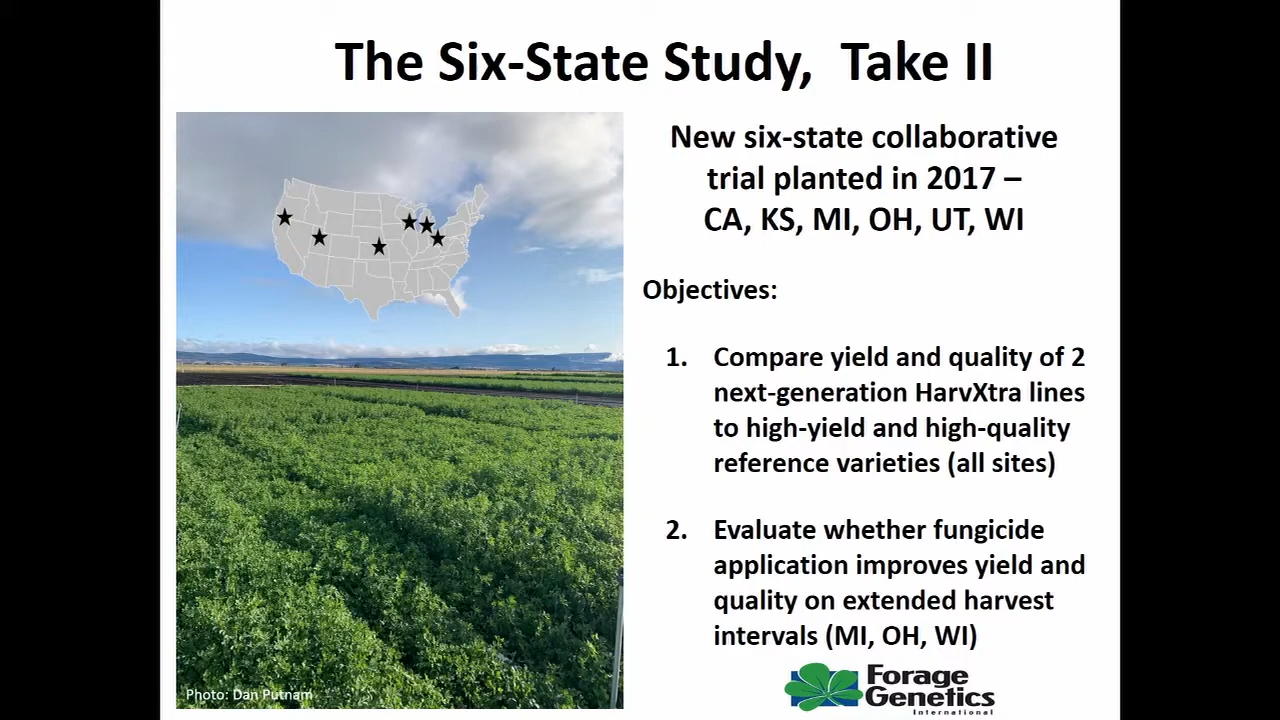 The Six-State Study, Take II
New six-state collaborative
trial planted in 2017 –
CA, KS, MI, OH, UT, WI
Objectives:
1. Compare yield and quality of 2
next-generation HarvXtra lines
to high-yield and high-quality
reference varieties (all sites)
2. Evaluate whether fungicide
application improves yield and
quality on extended harvest
intervals (MI, OH, WI)
Photo: Dan Putnam
Forage
Genetics
International